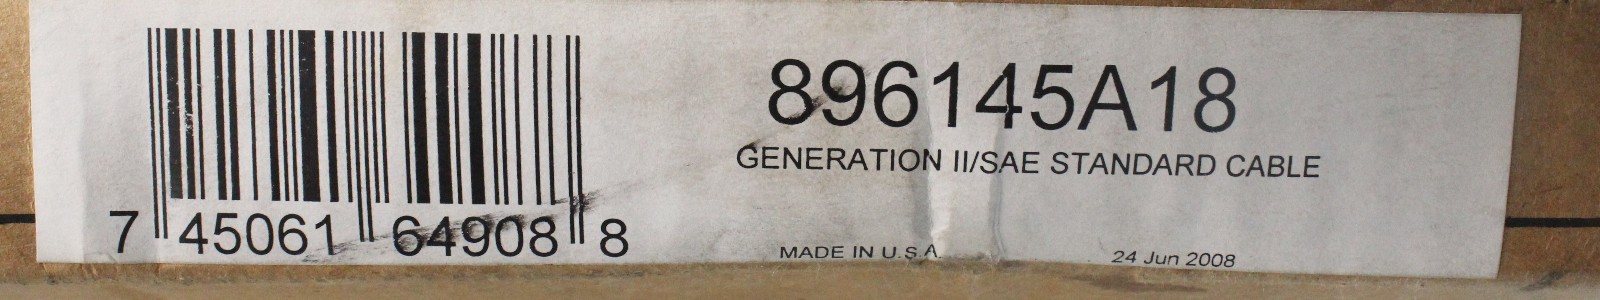 896145A18
GENERATION II/SAE STANDARD CABLE
7 45061 64908 8
MADE IN U.S.A.
24 Jun 2008